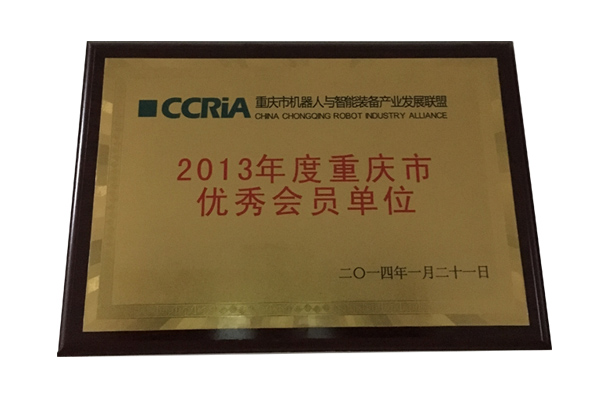 CCRiA 重庆市机器人与智能装备产业发展联盟
CHINA CHONGQING ROBOT INDUSTRY ALLIANCE
2013年度重庆市
优秀会员单位
二〇一四年一月二十一日